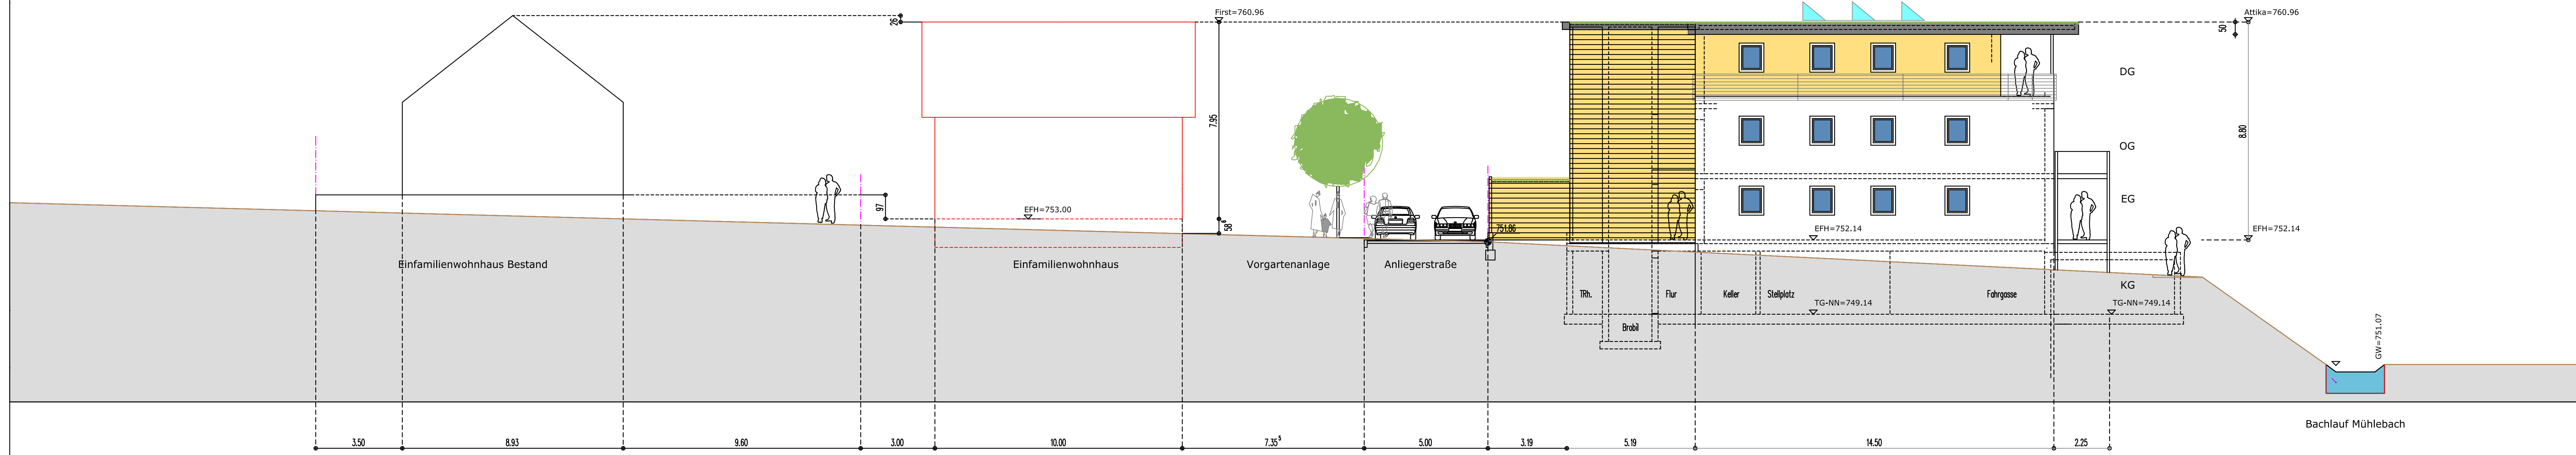 26
First=760.96
Attika=760.96
50
DG
7.95
8.80
OG
EG
97
EFH=753.00
58⁶
751.86
EFH=752.14
EFH=752.14
Einfamilienwohnhaus Bestand
Einfamilienwohnhaus
Vorgartenanlage
Anliegerstraße
KG
TRh.
Flur
Keller
Stellplatz
Fahrgasse
TG-NN=749.14
TG-NN=749.14
Brobil
GW=751.07
Bachlauf Mühlebach
3.50
8.93
9.60
3.00
10.00
7.35⁵
5.00
3.19
5.19
14.50
2.25